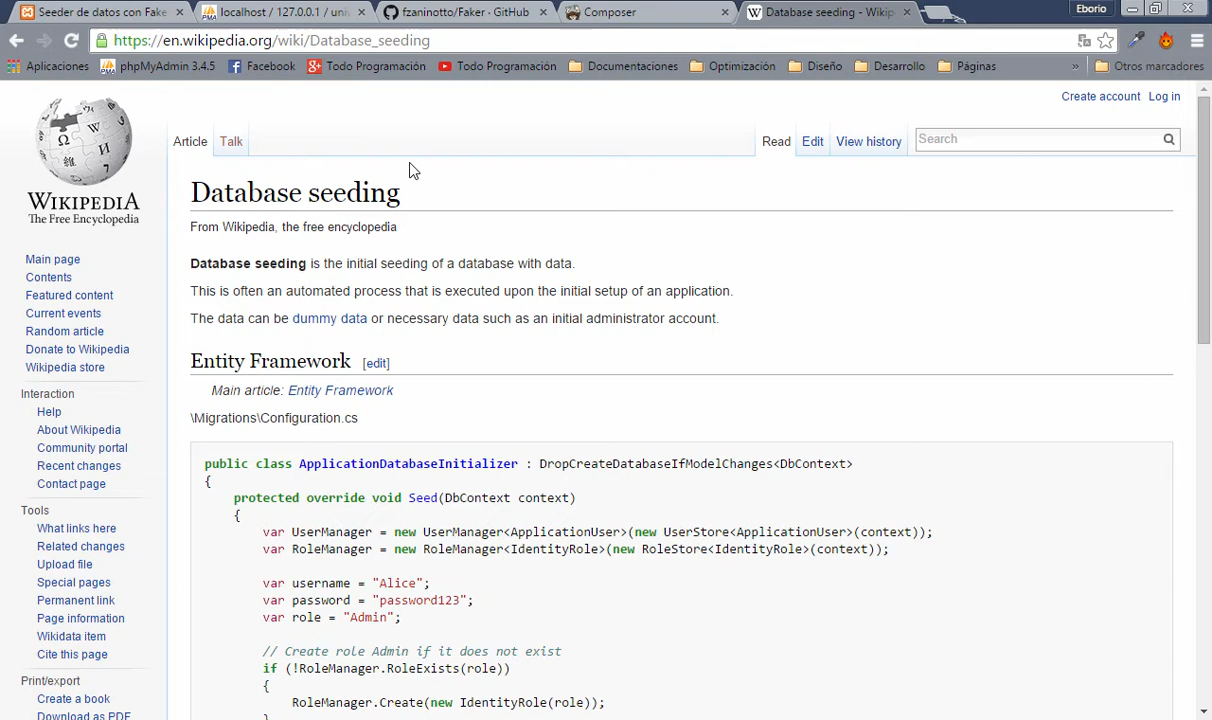 Seeder de datos con Fake
localhost / 127.0.0.1 / uni
fzaninotto/Faker · GitHub
Composer
Database seeding - Wikip
Eborio
https://en.wikipedia.org/wiki/Database_seeding
Aplicaciones
phpMyAdmin 3.4.5
Facebook
Todo Programación
Todo Programación
Documentaciones
Optimización
Diseño
Desarrollo
Páginas
»
Otros marcadores
Create account
Log in
Article
Talk
Read
Edit
View history
Search
WIKIPEDIA
The Free Encyclopedia
Main page
Contents
Featured content
Current events
Random article
Donate to Wikipedia
Wikipedia store
Interaction
Help
About Wikipedia
Community portal
Recent changes
Contact page
Tools
What links here
Related changes
Upload file
Special pages
Permanent link
Page information
Wikidata item
Cite this page
Print/export
Create a book
Download as PDF
Database seeding
From Wikipedia, the free encyclopedia
Database seeding is the initial seeding of a database with data.
This is often an automated process that is executed upon the initial setup of an application.
The data can be dummy data or necessary data such as an initial administrator account.
Entity Framework [edit]
Main article: Entity Framework
\Migrations\Configuration.cs
public class ApplicationDatabaseInitializer : DropCreateDatabaseIfModelChanges<DbContext>
{
protected override void Seed(DbContext context)
{
var UserManager = new UserManager<ApplicationUser>(new UserStore<ApplicationUser>(context));
var RoleManager = new RoleManager<IdentityRole>(new RoleStore<IdentityRole>(context));
var username = "Alice";
var password = "password123";
var role = "Admin";
// Create role Admin if it does not exist
if (!RoleManager.RoleExists(role))
{
RoleManager.Create(new IdentityRole(role));
}